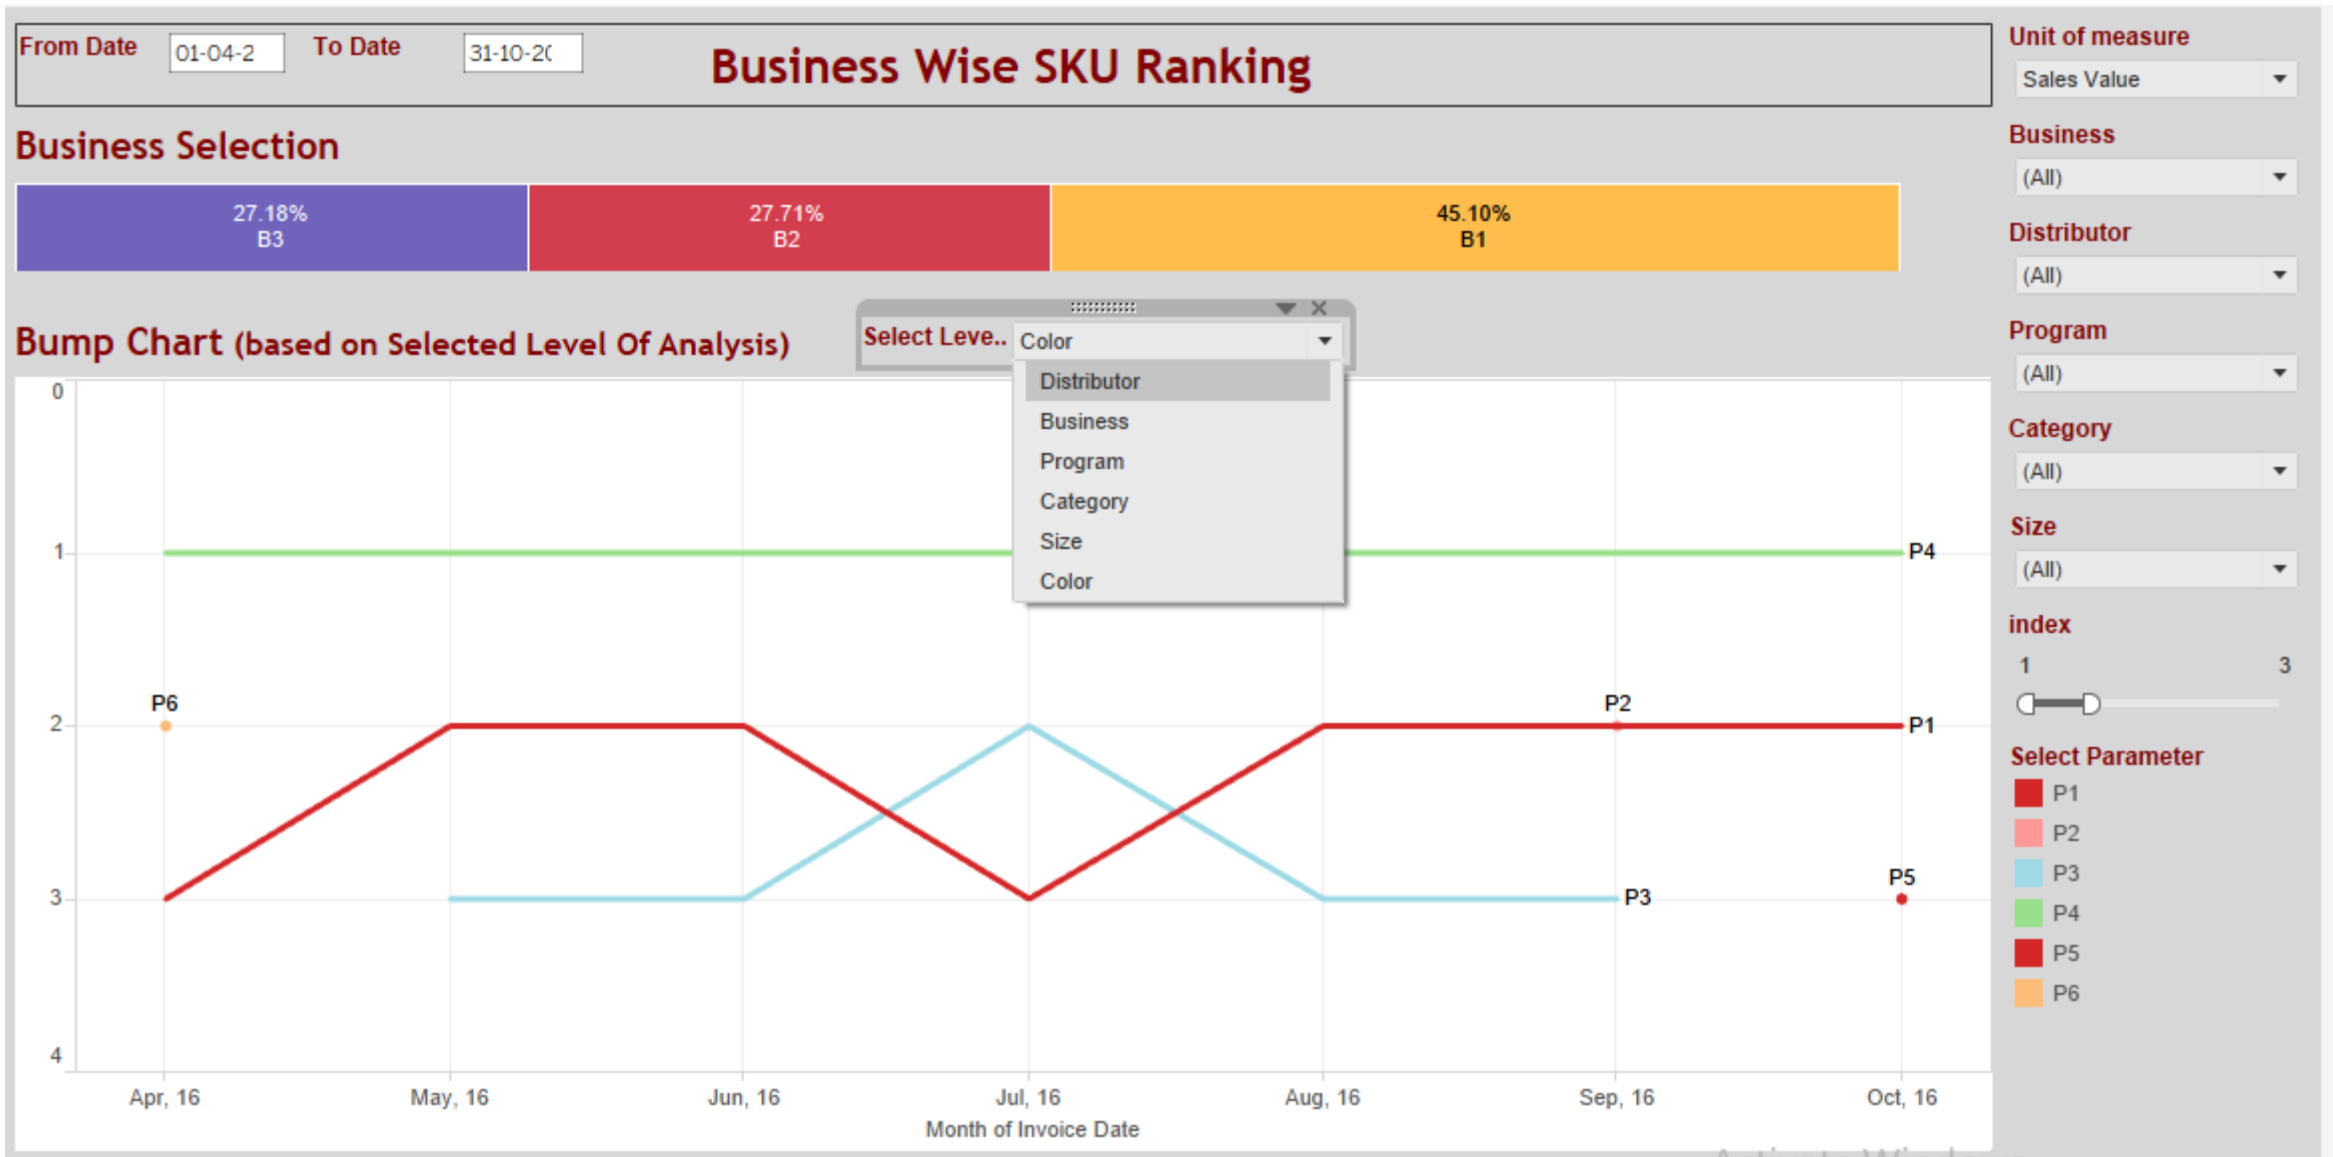 From Date 01-04-2 To Date 31-10-20
Business Wise SKU Ranking
Business Selection
27.18%
B3
27.71%
B2
45.10%
B1
Bump Chart (based on Selected Level Of Analysis)
Select Leve.. Color
Distributor
Business
Program
Category
Size
Color
0
1
2
3
4
P6
P4
P2
P1
P3
P5
Apr, 16 May, 16 Jun, 16 Jul, 16 Aug, 16 Sep, 16 Oct, 16
Month of Invoice Date
Unit of measure
Sales Value
Business
(All)
Distributor
(All)
Program
(All)
Category
(All)
Size
(All)
index
1 3
Select Parameter
P1
P2
P3
P4
P5
P6